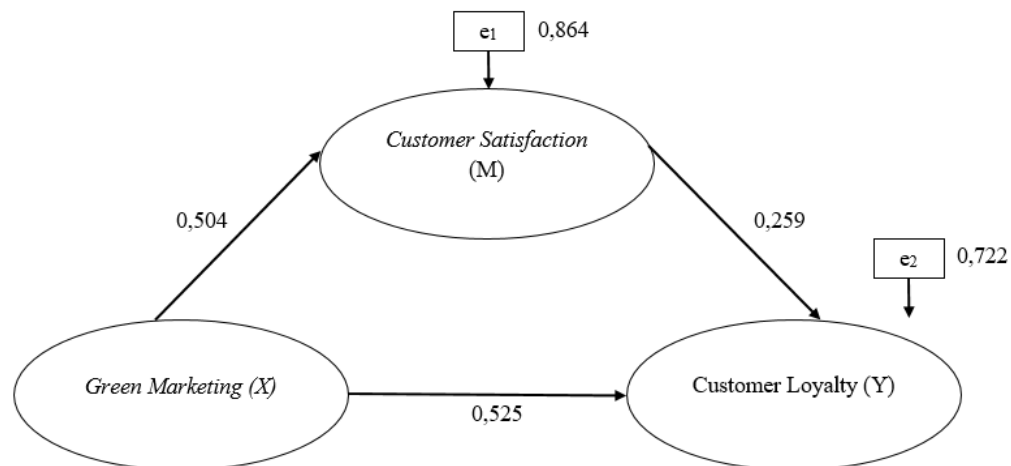 e₁ 0,864
Customer Satisfaction
(M)
0,504
0,259
e₂ 0,722
Green Marketing (X)
Customer Loyalty (Y)
0,525